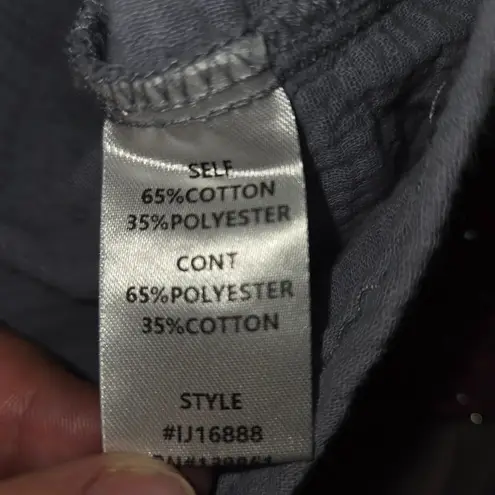 SELF
65%COTTON
35%POLYESTER
CONT
65%POLYESTER
35%COTTON
STYLE
#IJ16888